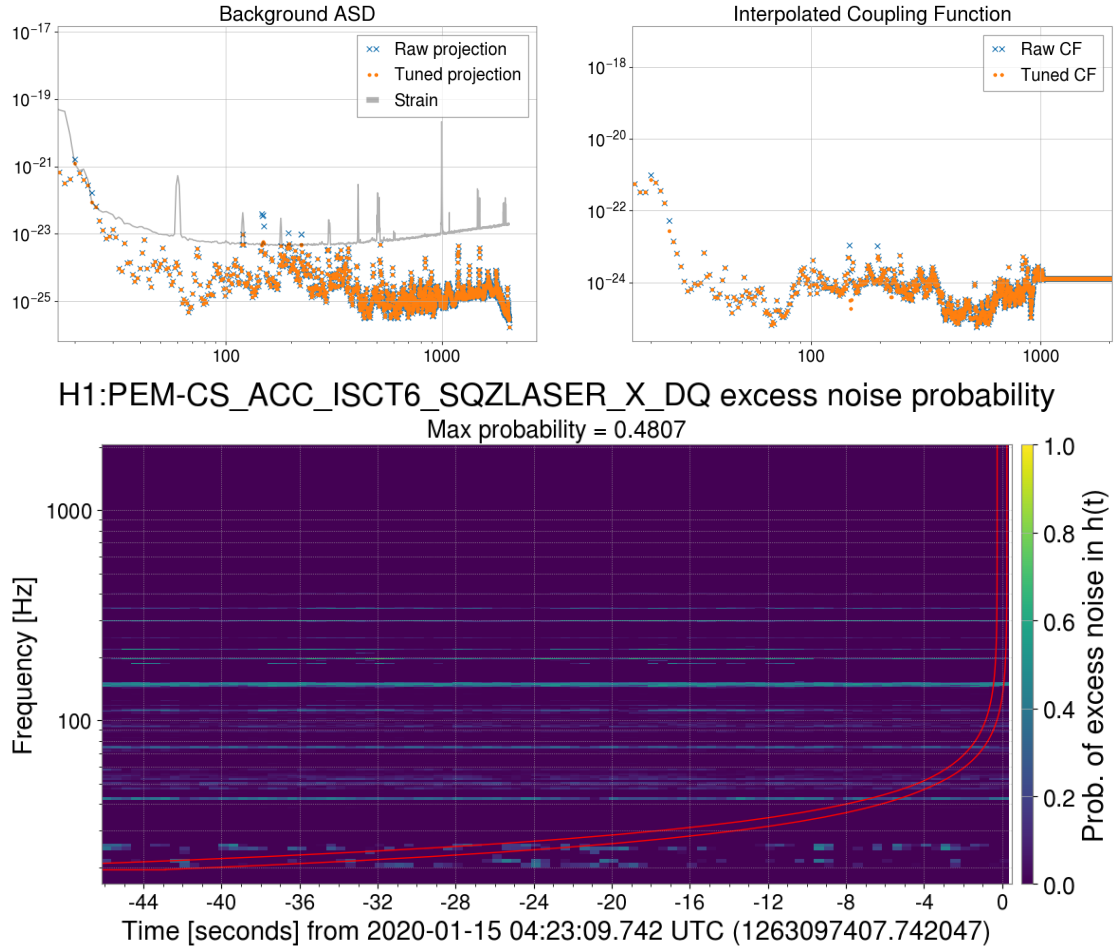 Background ASD
Interpolated Coupling Function
10⁻¹⁷
10⁻¹⁹
10⁻²¹
10⁻²³
10⁻²⁵
Raw projection
Tuned projection
Strain
100
1000
10⁻¹⁸
10⁻²⁰
10⁻²²
10⁻²⁴
Raw CF
Tuned CF
100
1000
H1:PEM-CS_ACC_ISCT6_SQZLASER_X_DQ excess noise probability
Max probability = 0.4807
Frequency [Hz]
1000
100
-44 -40 -36 -32 -28 -24 -20 -16 -12 -8 -4 0
Time [seconds] from 2020-01-15 04:23:09.742 UTC (1263097407.742047)
1.0
0.8
0.6
0.4
0.2
0.0
Prob. of excess noise in h(t)